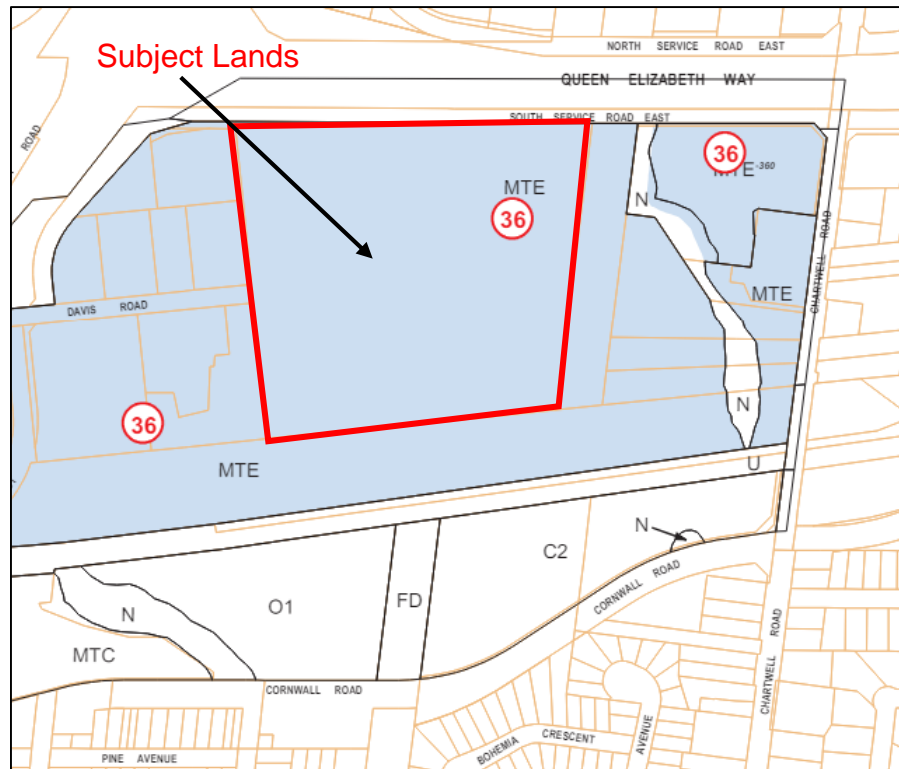 NORTH SERVICE ROAD EAST
Subject Lands
QUEEN ELIZABETH WAY
ROAD
SOUTH SERVICE ROAD EAST
36
MTE-360
MTE
36
N
CHARTWELL ROAD
MTE
DAVIS ROAD
N
36
MTE
U
N
C2
CORNWALL ROAD
FD
O1
N
MTC
CHARTWELL ROAD
CORNWALL ROAD
BOHEMIA CRESCENT
AVENUE
PINE AVENUE